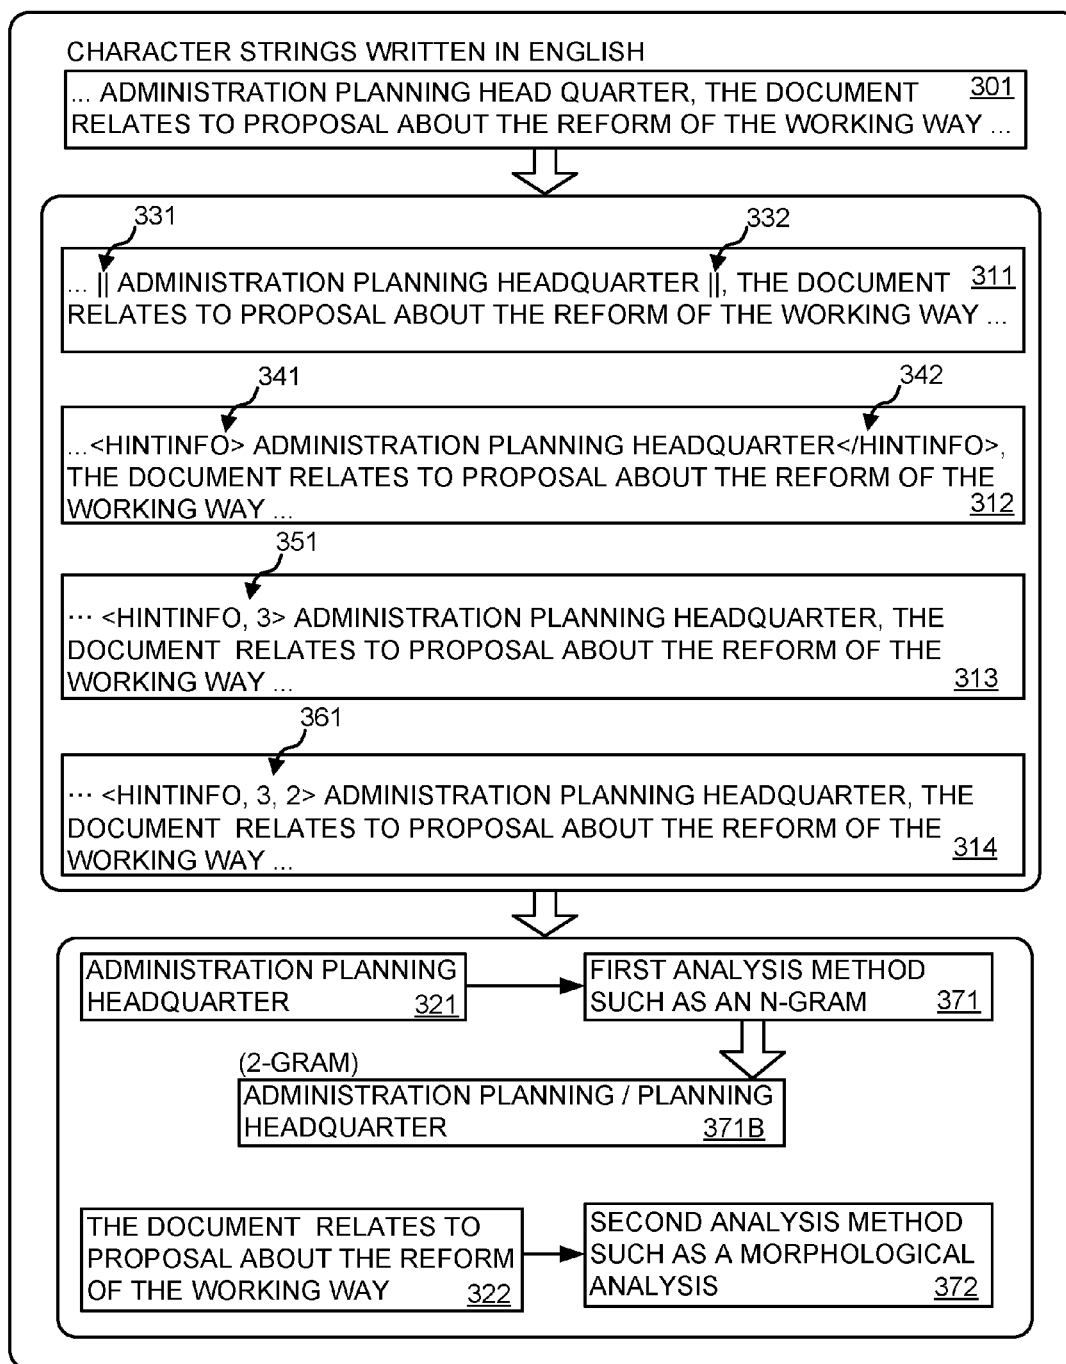 CHARACTER STRINGS WRITTEN IN ENGLISH
... ADMINISTRATION PLANNING HEAD QUARTER, THE DOCUMENT 301
RELATES TO PROPOSAL ABOUT THE REFORM OF THE WORKING WAY ...
331 332
... || ADMINISTRATION PLANNING HEADQUARTER ||, THE DOCUMENT 311
RELATES TO PROPOSAL ABOUT THE REFORM OF THE WORKING WAY ...
341 342
...<HINTINFO> ADMINISTRATION PLANNING HEADQUARTER</HINTINFO>,
THE DOCUMENT RELATES TO PROPOSAL ABOUT THE REFORM OF THE
WORKING WAY ... 312
351
... <HINTINFO, 3> ADMINISTRATION PLANNING HEADQUARTER, THE
DOCUMENT RELATES TO PROPOSAL ABOUT THE REFORM OF THE
WORKING WAY ... 313
361
... <HINTINFO, 3, 2> ADMINISTRATION PLANNING HEADQUARTER, THE
DOCUMENT RELATES TO PROPOSAL ABOUT THE REFORM OF THE
WORKING WAY ... 314
ADMINISTRATION PLANNING
HEADQUARTER 321
FIRST ANALYSIS METHOD
SUCH AS AN N-GRAM 371
(2-GRAM)
ADMINISTRATION PLANNING / PLANNING
HEADQUARTER 371B
THE DOCUMENT RELATES TO
PROPOSAL ABOUT THE REFORM
OF THE WORKING WAY 322
SECOND ANALYSIS METHOD
SUCH AS A MORPHOLOGICAL
ANALYSIS 372